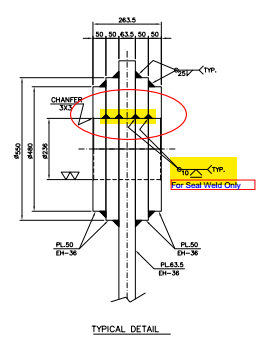 263.5
50 50 63.5 50 50
25 TYP.
CHANFER
3X3
ø550
ø480
ø236
10 TYP.
For Seal Weld Only
PL.50
EH-36
PL.50
EH-36
PL.63.5
EH-36
TYPICAL DETAIL